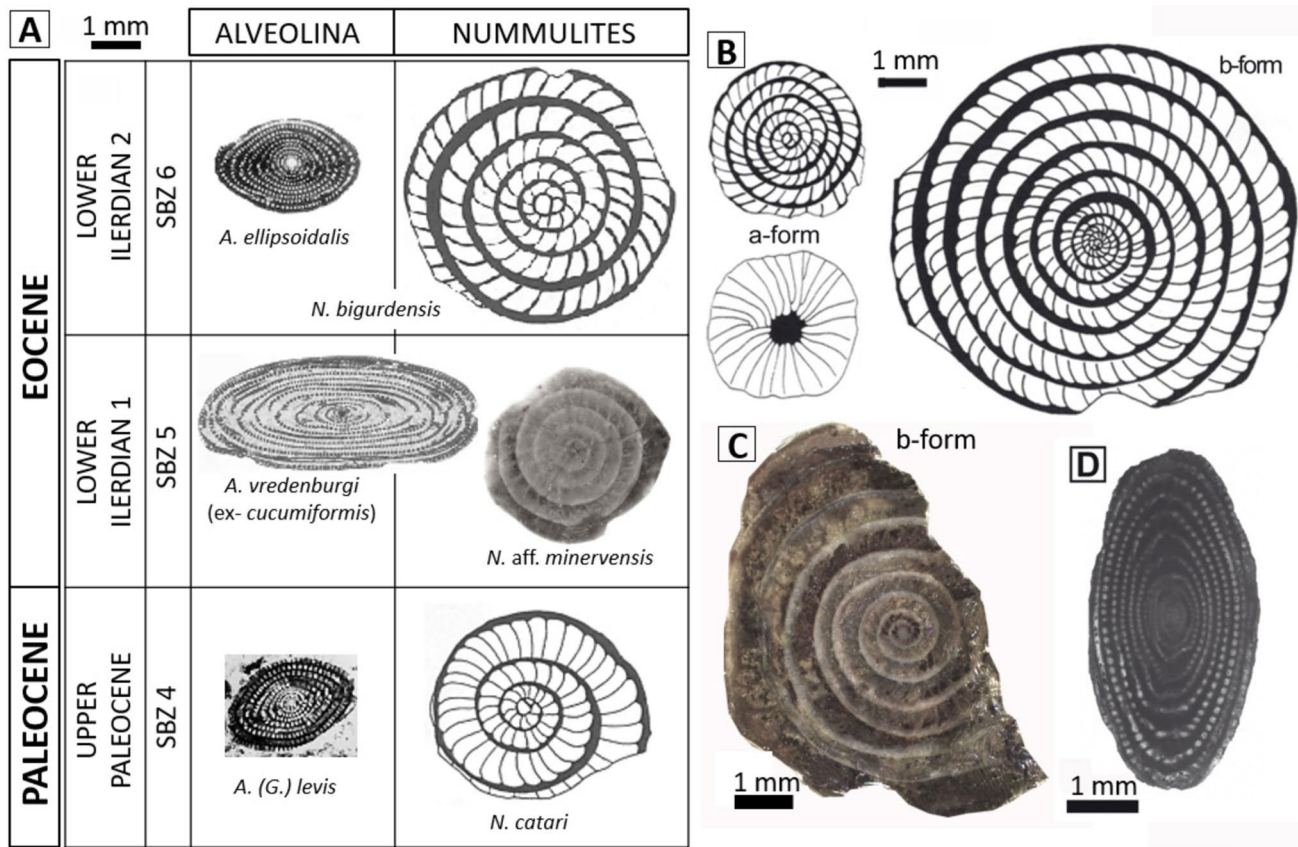 A
1 mm
ALVEOLINA
NUMMULITES
EOCENE
LOWER
ILERDIAN 2
SBZ 6
A. ellipsoidalis
N. bigurdensis
LOWER
ILERDIAN 1
SBZ 5
A. vredenburgi
(ex- cucumiformis)
N. aff. minervensis
PALEOCENE
UPPER
PALEOCENE
SBZ 4
A. (G.) levis
N. catari
B
1 mm
b-form
a-form
C
b-form
1 mm
D
1 mm